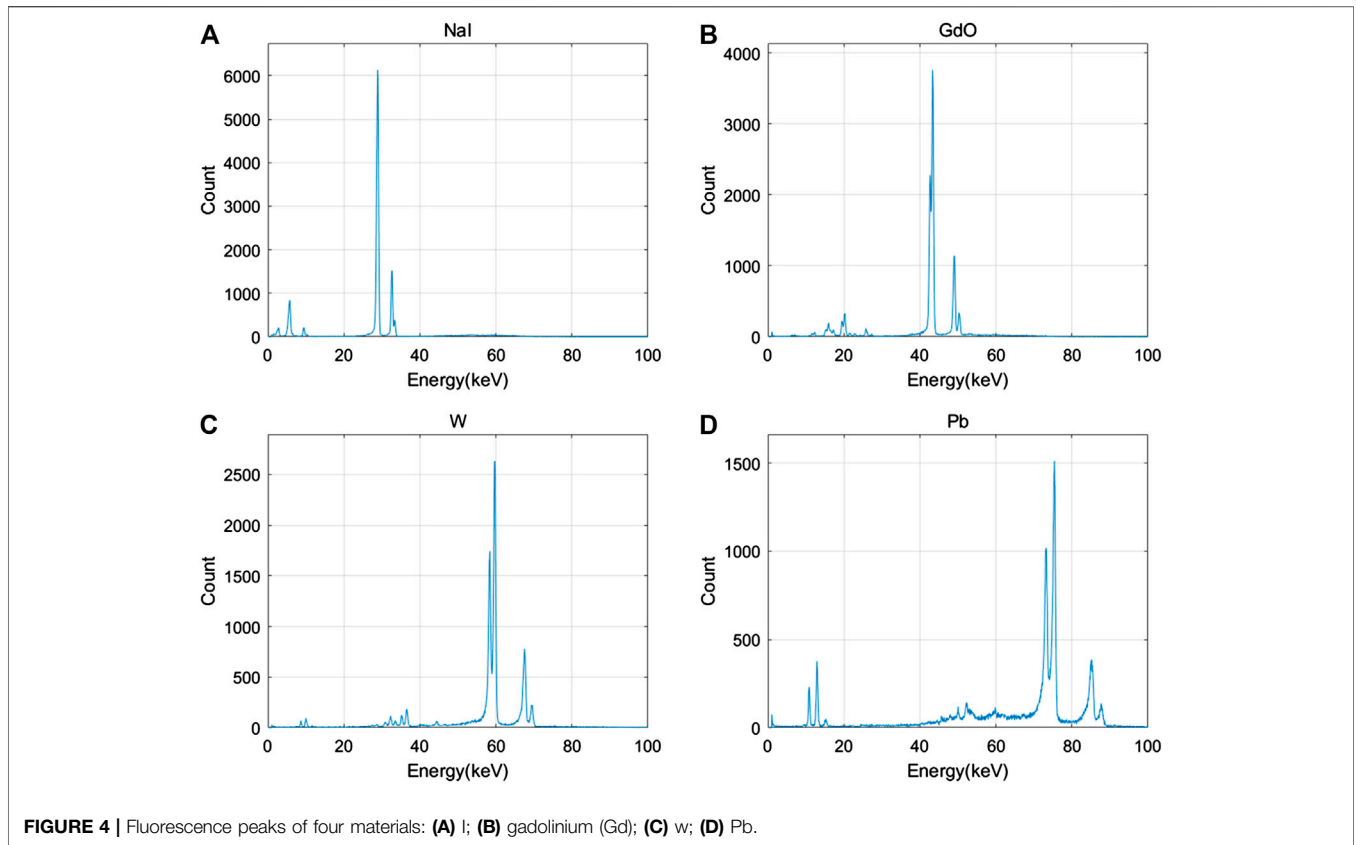 A
NaI
6000
5000
4000
3000
2000
1000
0
Count
0 20 40 60 80 100
Energy(keV)
B
GdO
4000
3000
2000
1000
0
Count
0 20 40 60 80 100
Energy(keV)
C
W
2500
2000
1500
1000
500
0
Count
0 20 40 60 80 100
Energy(keV)
D
Pb
1500
1000
500
0
Count
0 20 40 60 80 100
Energy(keV)
FIGURE 4 | Fluorescence peaks of four materials: (A) I; (B) gadolinium (Gd); (C) w; (D) Pb.